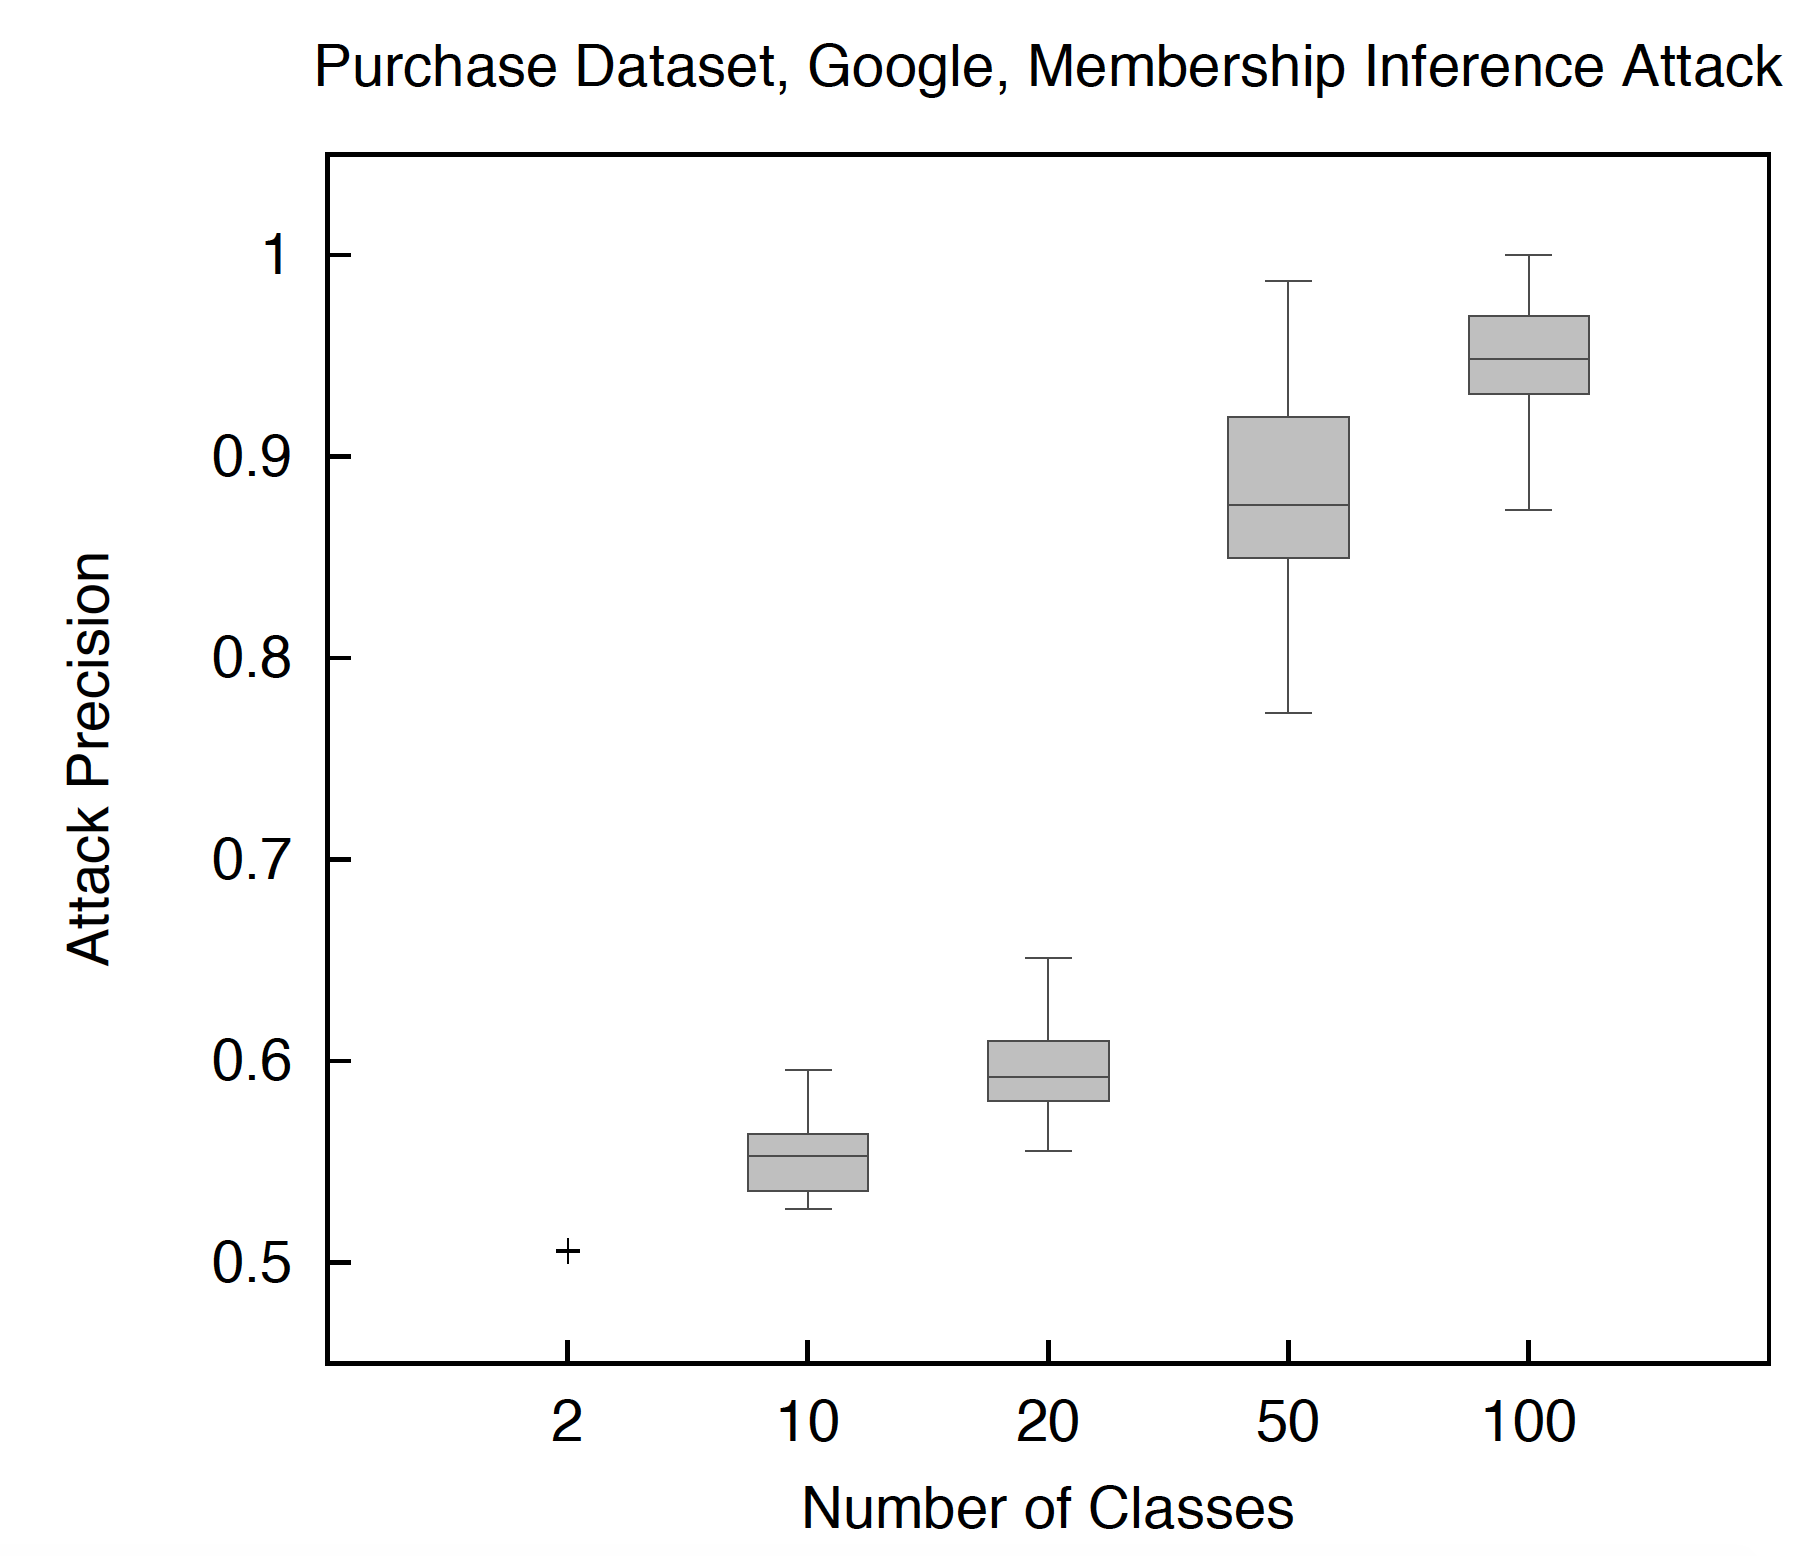 Purchase Dataset, Google, Membership Inference Attack
1
0.9
0.8
0.7
0.6
0.5
Attack Precision
2 10 20 50 100
Number of Classes